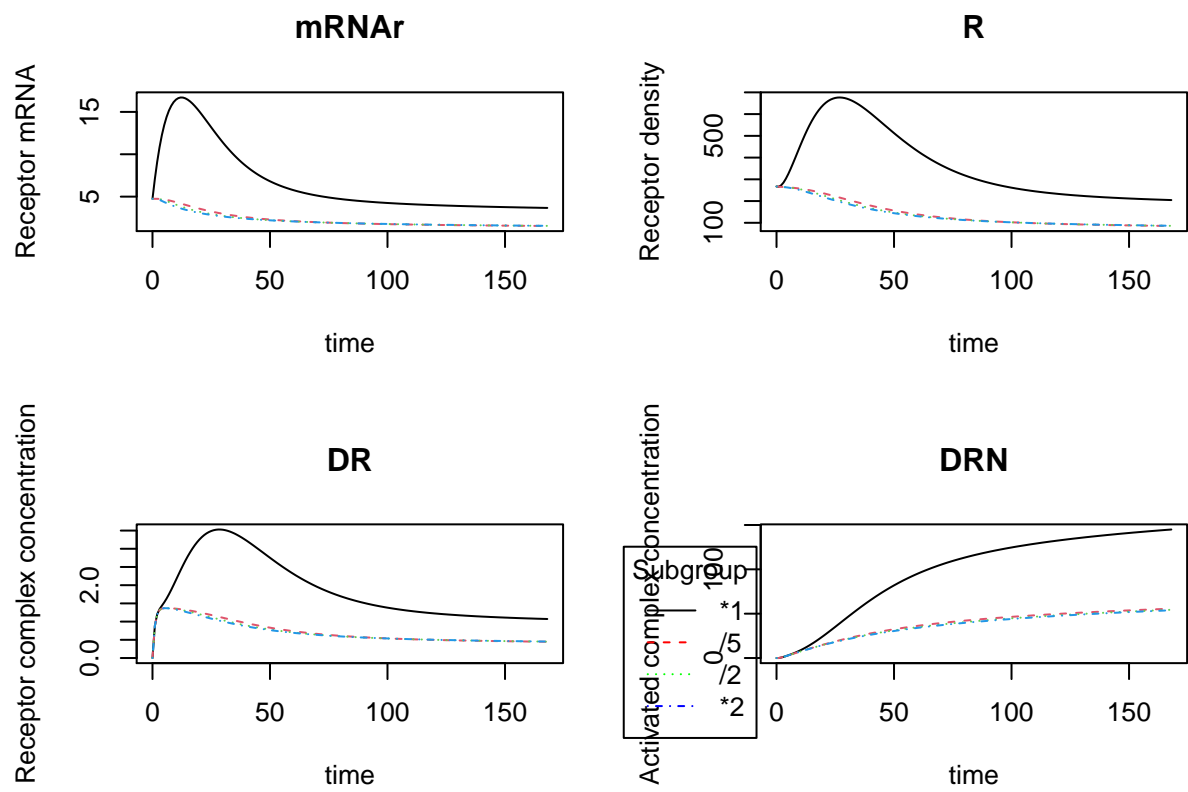 mRNAr
Receptor mRNA
5 15
0 50 100 150
time
R
Receptor density
100 500
0 50 100 150
time
DR
Receptor complex concentration
0.0 2.0
0 50 100 150
time
DRN
Activated complex concentration
0 100
0 50 100 150
time
Subgroup
*1
/5
/2
*2